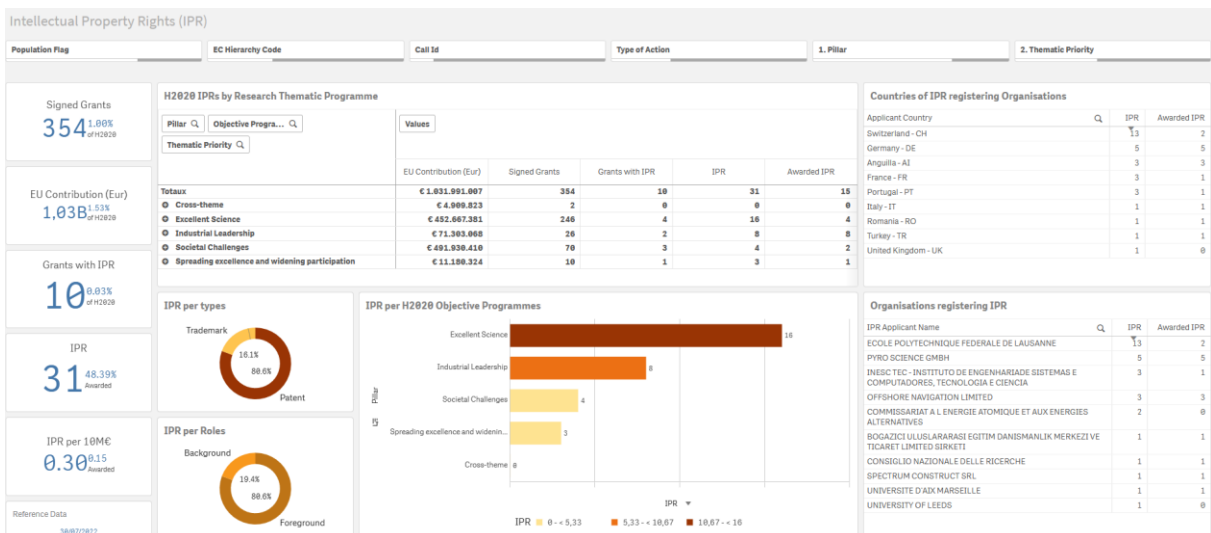 Intellectual Property Rights (IPR)
Population Flag
EC Hierarchy Code
Call Id
Type of Action
1. Pillar
2. Thematic Priority
Signed Grants
354 1.00%
of H2020
EU Contribution (Eur)
1,03B 1.53%
of H2020
Grants with IPR
10 0.03%
of H2020
IPR
31 48.39%
Awarded
IPR per 10M€
0.30 0.15
Awarded
Reference Data
30/07/2022
H2020 IPRs by Research Thematic Programme
Pillar
Objective Progra...
Values
Thematic Priority
EU Contribution (Eur) Signed Grants Grants with IPR IPR Awarded IPR
Totaux €1.031.991.007 354 10 31 15
Cross-theme €4.909.823 2 0 0 0
Excellent Science €452.667.381 246 4 16 4
Industrial Leadership €71.303.068 26 2 8 8
Societal Challenges €491.930.410 70 3 4 2
Spreading excellence and widening participation €11.180.324 10 1 3 1
IPR per types
Trademark
16.1%
80.6%
Patent
IPR per Roles
Background
19.4%
80.6%
Foreground
IPR per H2020 Objective Programmes
Pillar
Excellent Science 16
Industrial Leadership 8
Societal Challenges 4
Spreading excellence and widenin... 3
Cross-theme 0
IPR
IPR 0 - < 5,33 5,33 - < 10,67 10,67 - < 16
Countries of IPR registering Organisations
Applicant Country IPR Awarded IPR
Switzerland - CH 13 2
Germany - DE 5 5
Anguilla - AI 3 3
France - FR 3 1
Portugal - PT 3 1
Italy - IT 1 1
Romania - RO 1 1
Turkey - TR 1 1
United Kingdom - UK 1 0
Organisations registering IPR
IPR Applicant Name IPR Awarded IPR
ECOLE POLYTECHNIQUE FEDERALE DE LAUSANNE 13 2
PYRO SCIENCE GMBH 5 5
INESC TEC - INSTITUTO DE ENGENHARIADE SISTEMAS E 3 1
COMPUTADORES, TECNOLOGIA E CIENCIA
OFFSHORE NAVIGATION LIMITED 3 3
COMMISSARIAT A L ENERGIE ATOMIQUE ET AUX ENERGIES 2 0
ALTERNATIVES
BOGAZICI ULUSLARARASI EGITIM DANISMANLIK MERKEZI VE 1 1
TICARET LIMITED SIRKETI
CONSIGLIO NAZIONALE DELLE RICERCHE 1 1
SPECTRUM CONSTRUCT SRL 1 1
UNIVERSITE D'AIX MARSEILLE 1 1
UNIVERSITY OF LEEDS 1 0